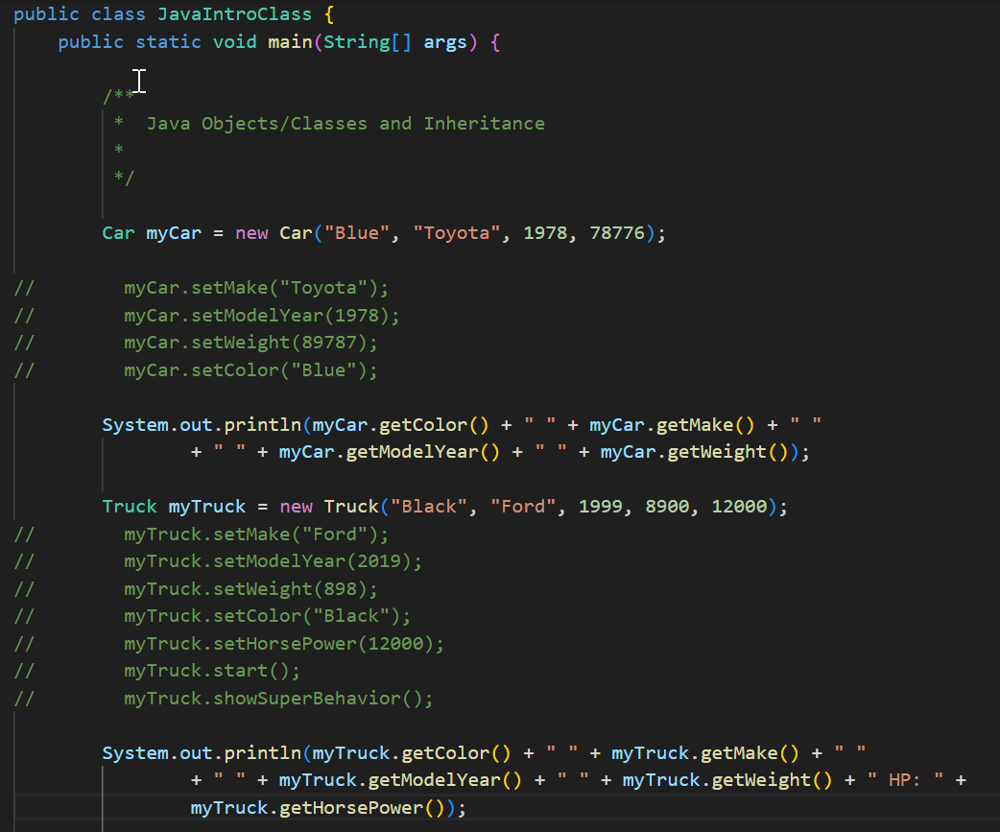 public class JavaIntroClass {
    public static void main(String[] args) {

        /**
         *  Java Objects/Classes and Inheritance
         *
         */

        Car myCar = new Car("Blue", "Toyota", 1978, 78776);

//        myCar.setMake("Toyota");
//        myCar.setModelYear(1978);
//        myCar.setWeight(89787);
//        myCar.setColor("Blue");

        System.out.println(myCar.getColor() + " " + myCar.getMake() + " "
                + " " + myCar.getModelYear() + " " + myCar.getWeight());

        Truck myTruck = new Truck("Black", "Ford", 1999, 8900, 12000);
//        myTruck.setMake("Ford");
//        myTruck.setModelYear(2019);
//        myTruck.setWeight(898);
//        myTruck.setColor("Black");
//        myTruck.setHorsePower(12000);
//        myTruck.start();
//        myTruck.showSuperBehavior();

        System.out.println(myTruck.getColor() + " " + myTruck.getMake() + " "
                + " " + myTruck.getModelYear() + " " + myTruck.getWeight() + " HP: " +
                myTruck.getHorsePower());